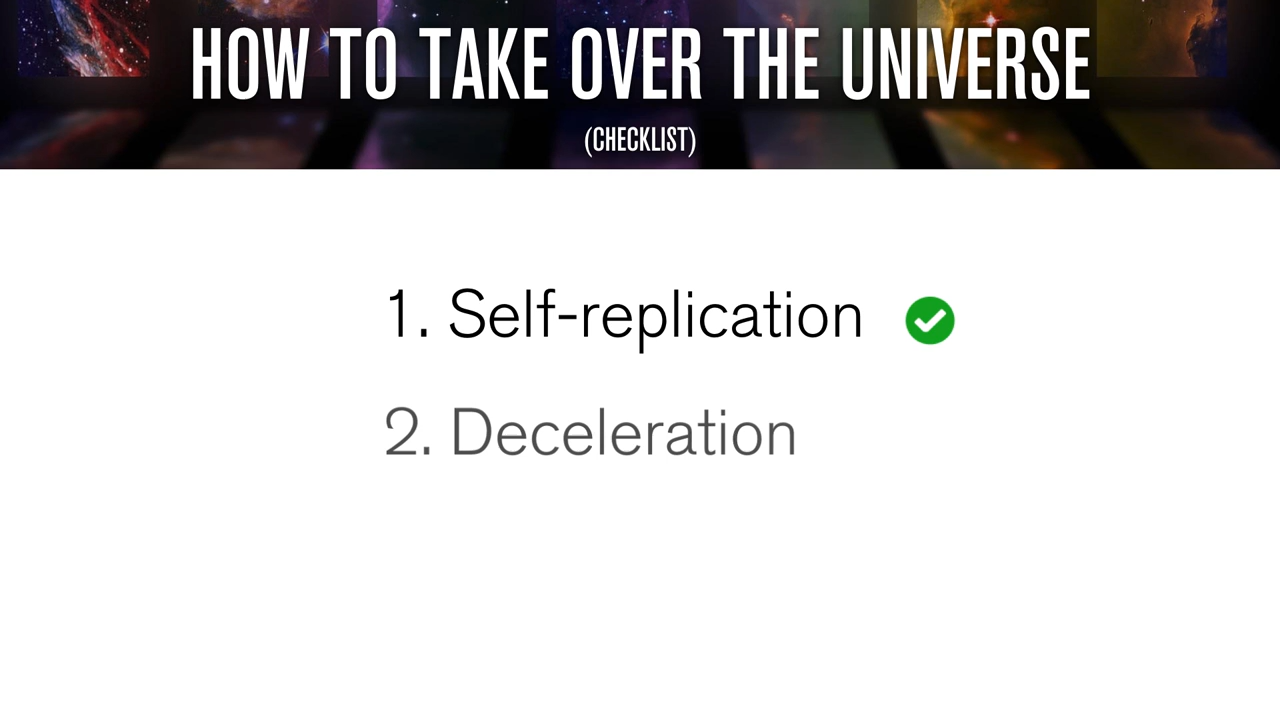 HOW TO TAKE OVER THE UNIVERSE
(CHECKLIST)
1. Self-replication
2. Deceleration